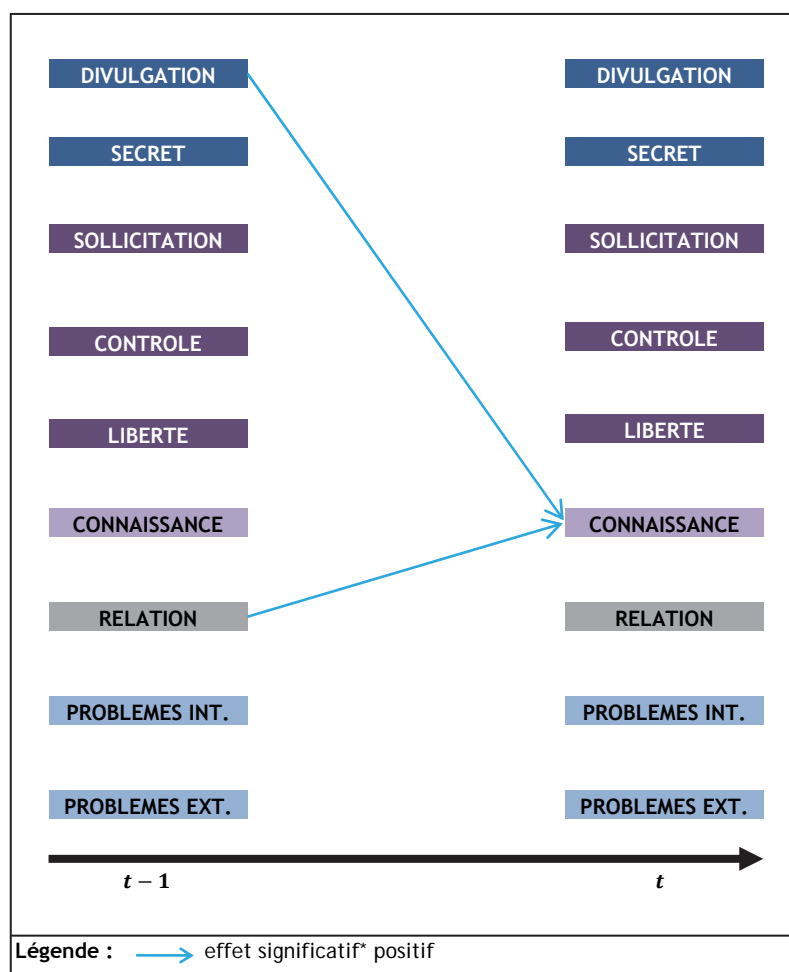 DIVULGATION DIVULGATION
SECRET SECRET
SOLLICITATION SOLLICITATION
CONTROLE CONTROLE
LIBERTE LIBERTE
CONNAISSANCE CONNAISSANCE
RELATION RELATION
PROBLEMES INT. PROBLEMES INT.
PROBLEMES EXT. PROBLEMES EXT.
t − 1 t
Légende : effet significatif* positif